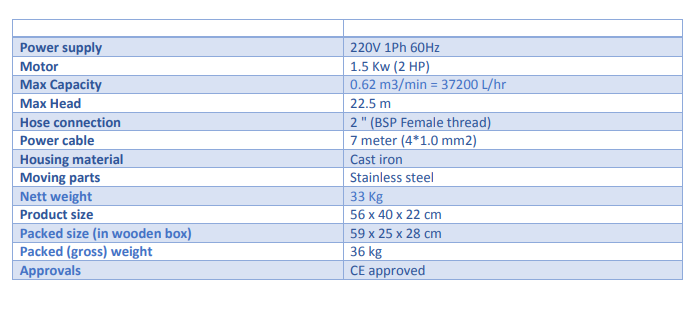 Power supply 220V 1Ph 60Hz
Motor 1.5 Kw (2 HP)
Max Capacity 0.62 m3/min = 37200 L/hr
Max Head 22.5 m
Hose connection 2 " (BSP Female thread)
Power cable 7 meter (4*1.0 mm2)
Housing material Cast iron
Moving parts Stainless steel
Nett weight 33 Kg
Product size 56 x 40 x 22 cm
Packed size (in wooden box) 59 x 25 x 28 cm
Packed (gross) weight 36 kg
Approvals CE approved